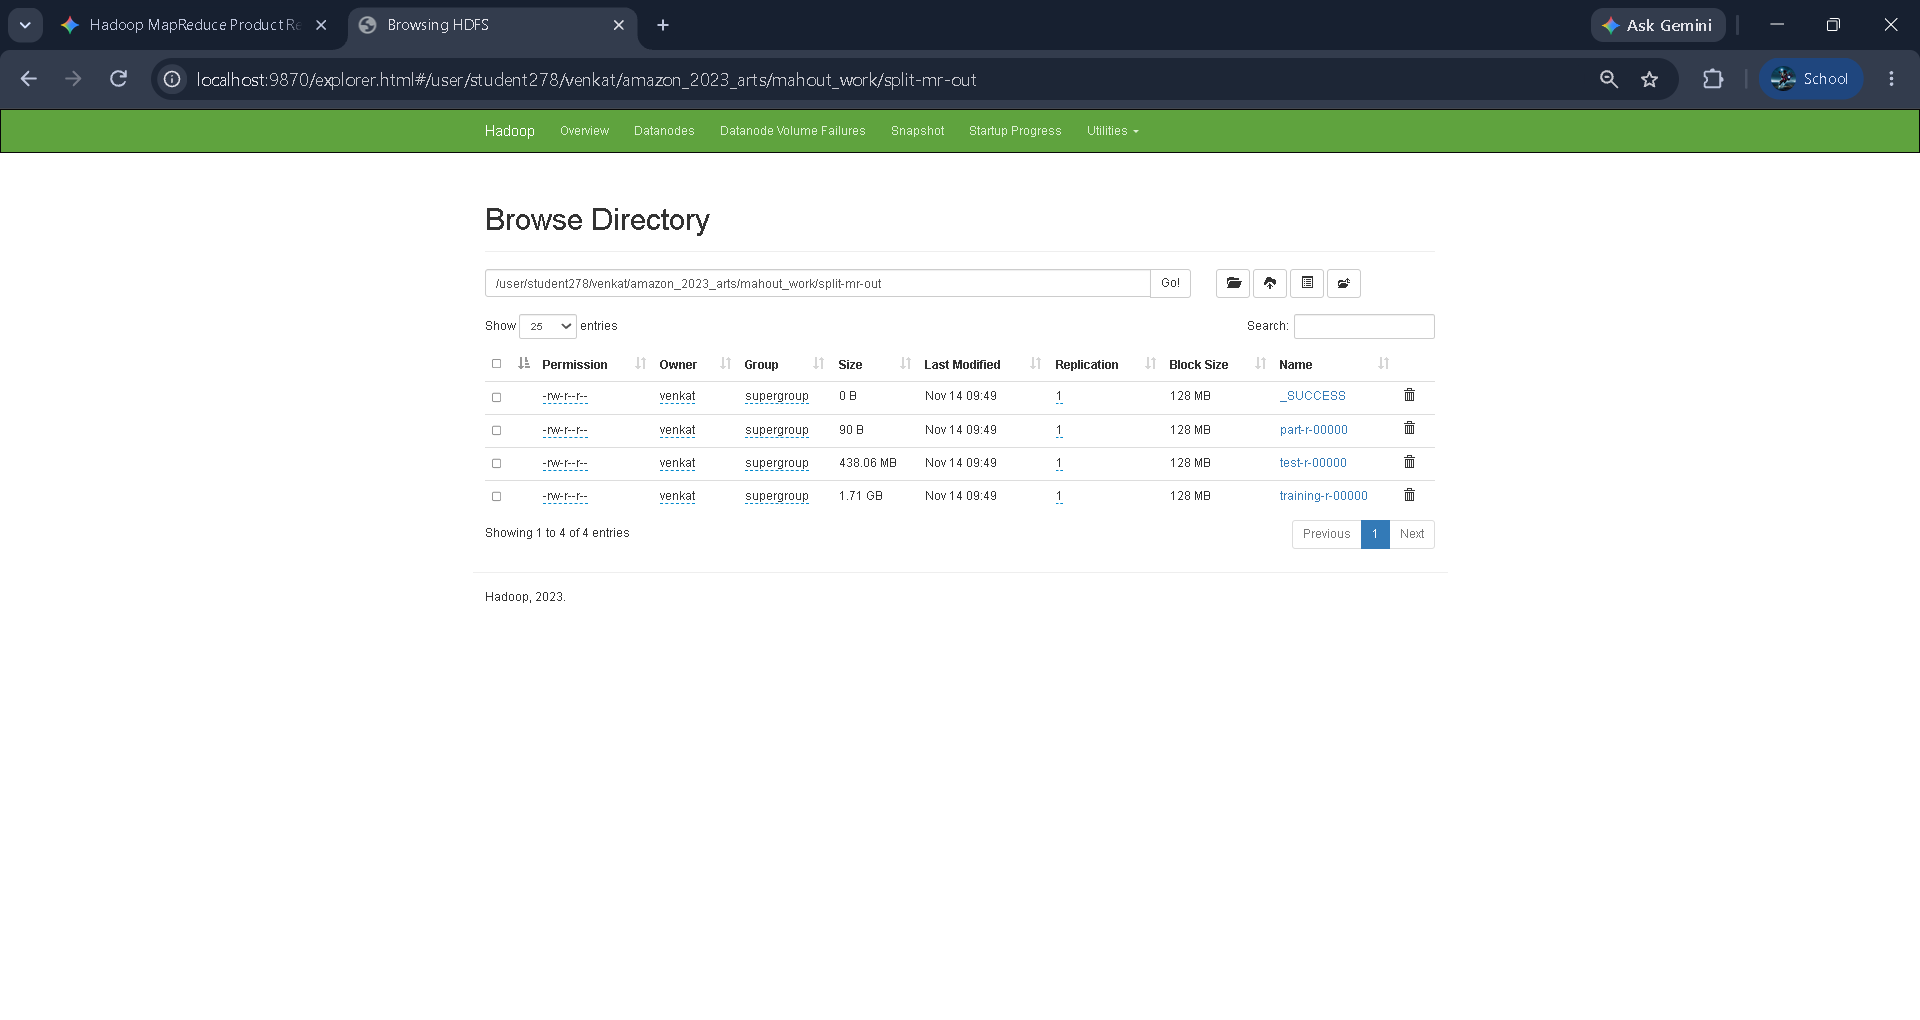 Hadoop MapReduce Product Re
Browsing HDFS
Ask Gemini
localhost:9870/explorer.html#/user/student278/venkat/amazon_2023_arts/mahout_work/split-mr-out
School
Hadoop Overview Datanodes Datanode Volume Failures Snapshot Startup Progress Utilities
Browse Directory
/user/student278/venkat/amazon_2023_arts/mahout_work/split-mr-out Go!
Show 25 entries Search:
Permission Owner Group Size Last Modified Replication Block Size Name
-rw-r--r-- venkat supergroup 0 B Nov 14 09:49 1 128 MB _SUCCESS
-rw-r--r-- venkat supergroup 90 B Nov 14 09:49 1 128 MB part-r-00000
-rw-r--r-- venkat supergroup 438.06 MB Nov 14 09:49 1 128 MB test-r-00000
-rw-r--r-- venkat supergroup 1.71 GB Nov 14 09:49 1 128 MB training-r-00000
Showing 1 to 4 of 4 entries Previous 1 Next
Hadoop, 2023.